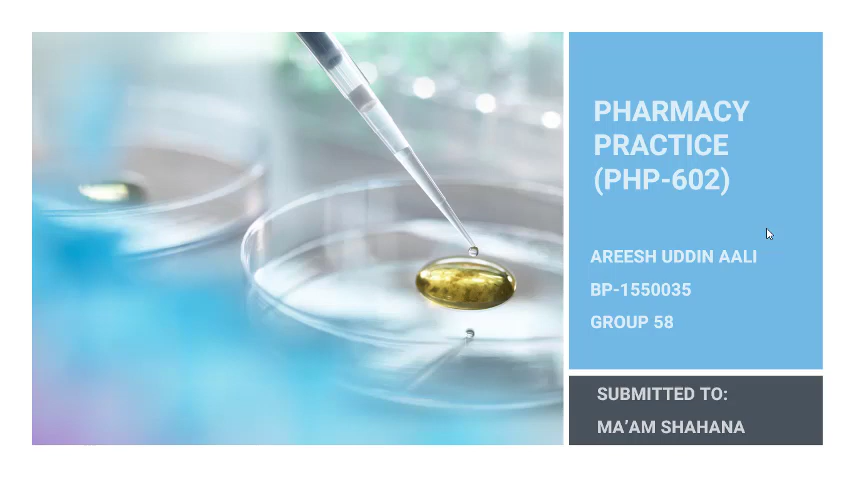 PHARMACY
PRACTICE
(PHP-602)
AREESH UDDIN AALI
BP-1550035
GROUP 58
SUBMITTED TO:
MA’AM SHAHANA